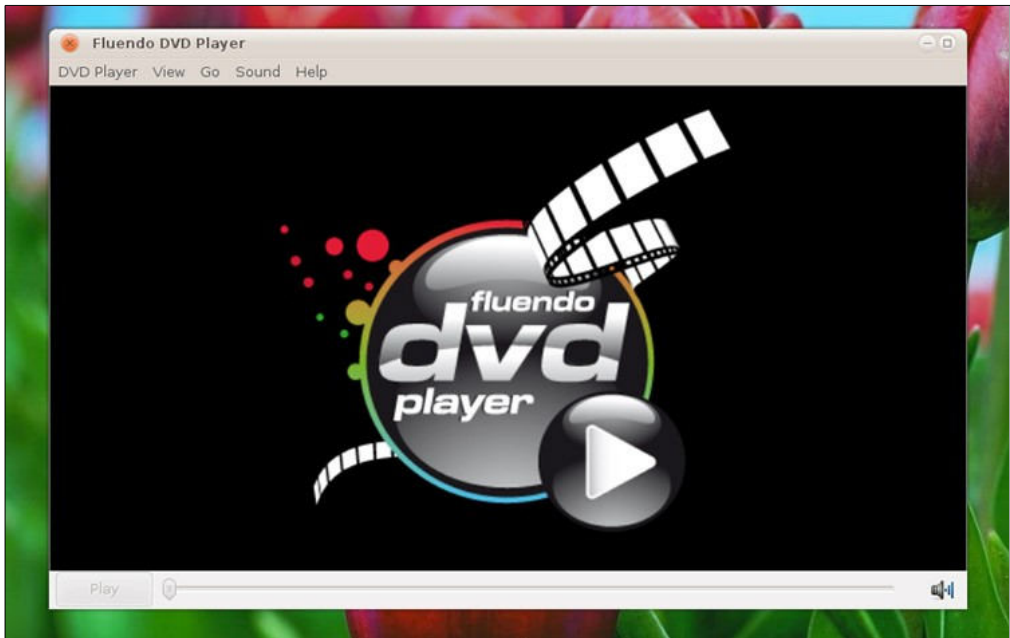 Fluendo DVD Player
DVD Player View Go Sound Help
fluendo
dvd
player
Play